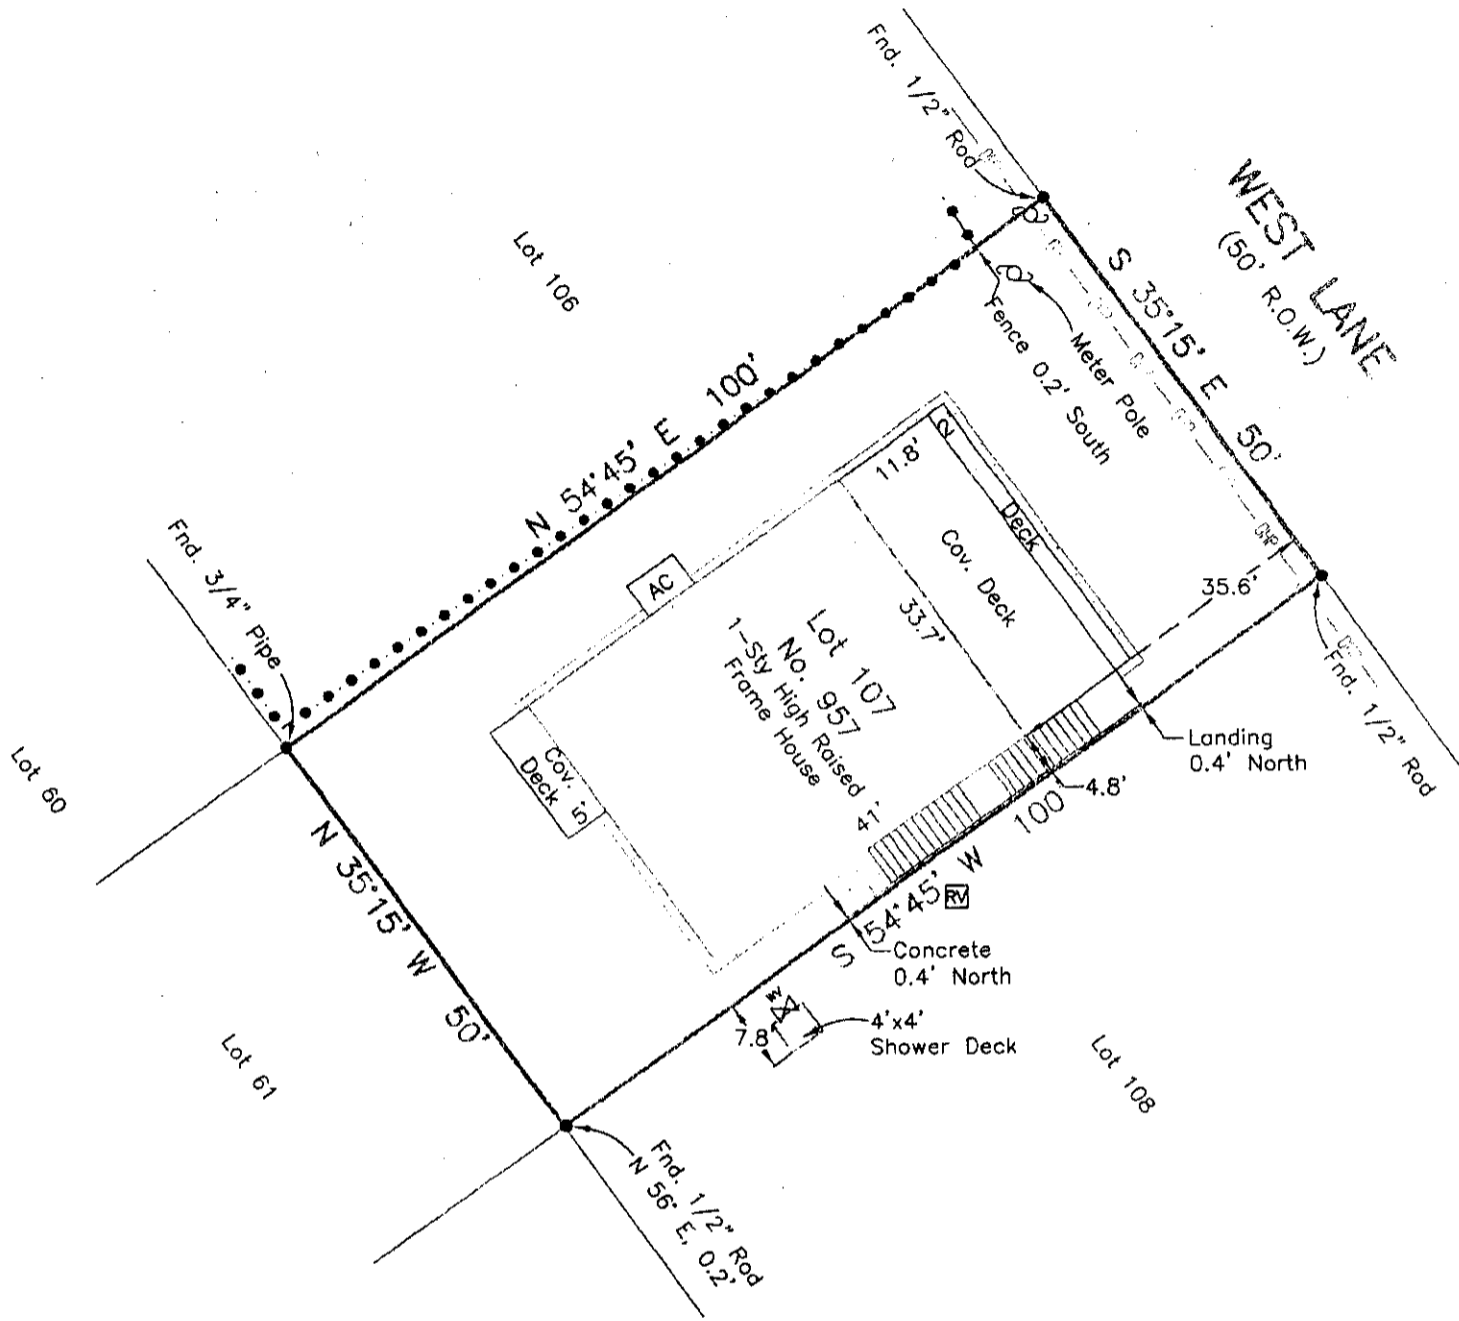 Fnd. 1/2" Rod
WEST LANE
(50' R.O.W.)
S 35°15' E 50'
Lot 106
Fence 0.2' South
Meter Pole
N 54°45' E 100'
11.8'
2'
Deck
Cov. Deck
33.7'
35.6'
OHP
Fnd. 3/4" Pipe
AC
Lot 107
No. 957
1-Sty High Raised
Frame House
41'
Cov.
Deck 5'
Fnd. 1/2" Rod
Landing
0.4' North
4.8'
Lot 60
S 54°45' W 100'
RV
Concrete
0.4' North
N 35°15' W 50'
W
7.8'
4'x4'
Shower Deck
Lot 61
Lot 108
Fnd. 1/2" Rod
N 56° E, 0.2'